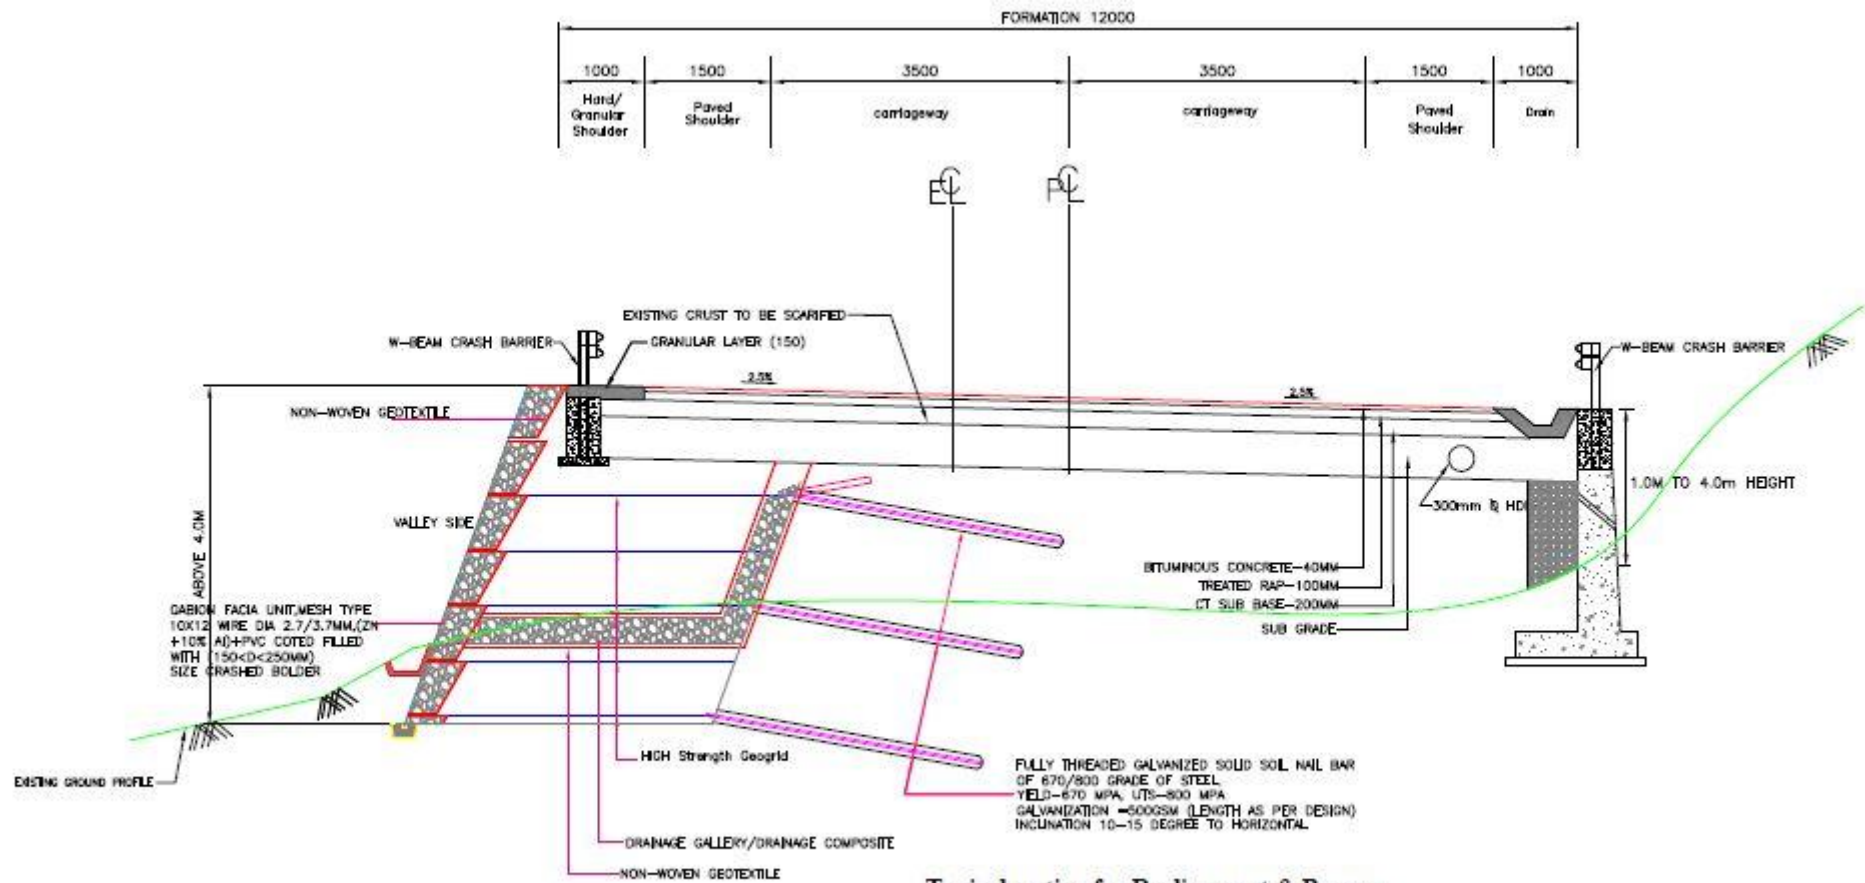 FORMATION 12000
1000 1500 3500 3500 1500 1000
Hard/
Granular
Shoulder
Paved
Shoulder
carriageway
carriageway
Paved
Shoulder
Drain
ECL
PCL
EXISTING CRUST TO BE SCARIFIED
W-BEAM CRASH BARRIER
GRANULAR LAYER (150)
W-BEAM CRASH BARRIER
2.5%
2.5%
NON-WOVEN GEOTEXTILE
1.0M TO 4.0m HEIGHT
300mm
VALLEY SIDE
ABOVE 4.0M
BITUMINOUS CONCRETE-40MM
TREATED RAP-100MM
CT SUB BASE-200MM
SUB GRADE
GABION FACIA UNIT,MESH TYPE
10X12 WIRE DIA 2.7/3.7MM,(ZN
+10% Al)+PVC COTED FILLED
WITH (150<D<250MM)
SIZE CRASHED BOLDER
HIGH Strength Geogrid
EXISTING GROUND PROFILE
FULLY THREADED GALVANIZED SOLID SOIL NAIL BAR
OF 670/800 GRADE OF STEEL
YIELD-670 MPA, UTS-800 MPA
GALVANIZATION =500GSM (LENGTH AS PER DESIGN)
INCLINATION 10-15 DEGREE TO HORIZONTAL
DRAINAGE GALLERY/DRAINAGE COMPOSITE
NON-WOVEN GEOTEXTILE